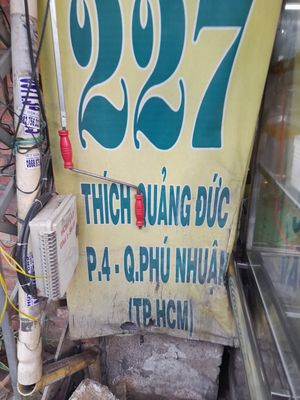 227
THÍCH QUẢNG ĐỨC
P.4 - Q.PHÚ NHUẬN
(TP.HCM)